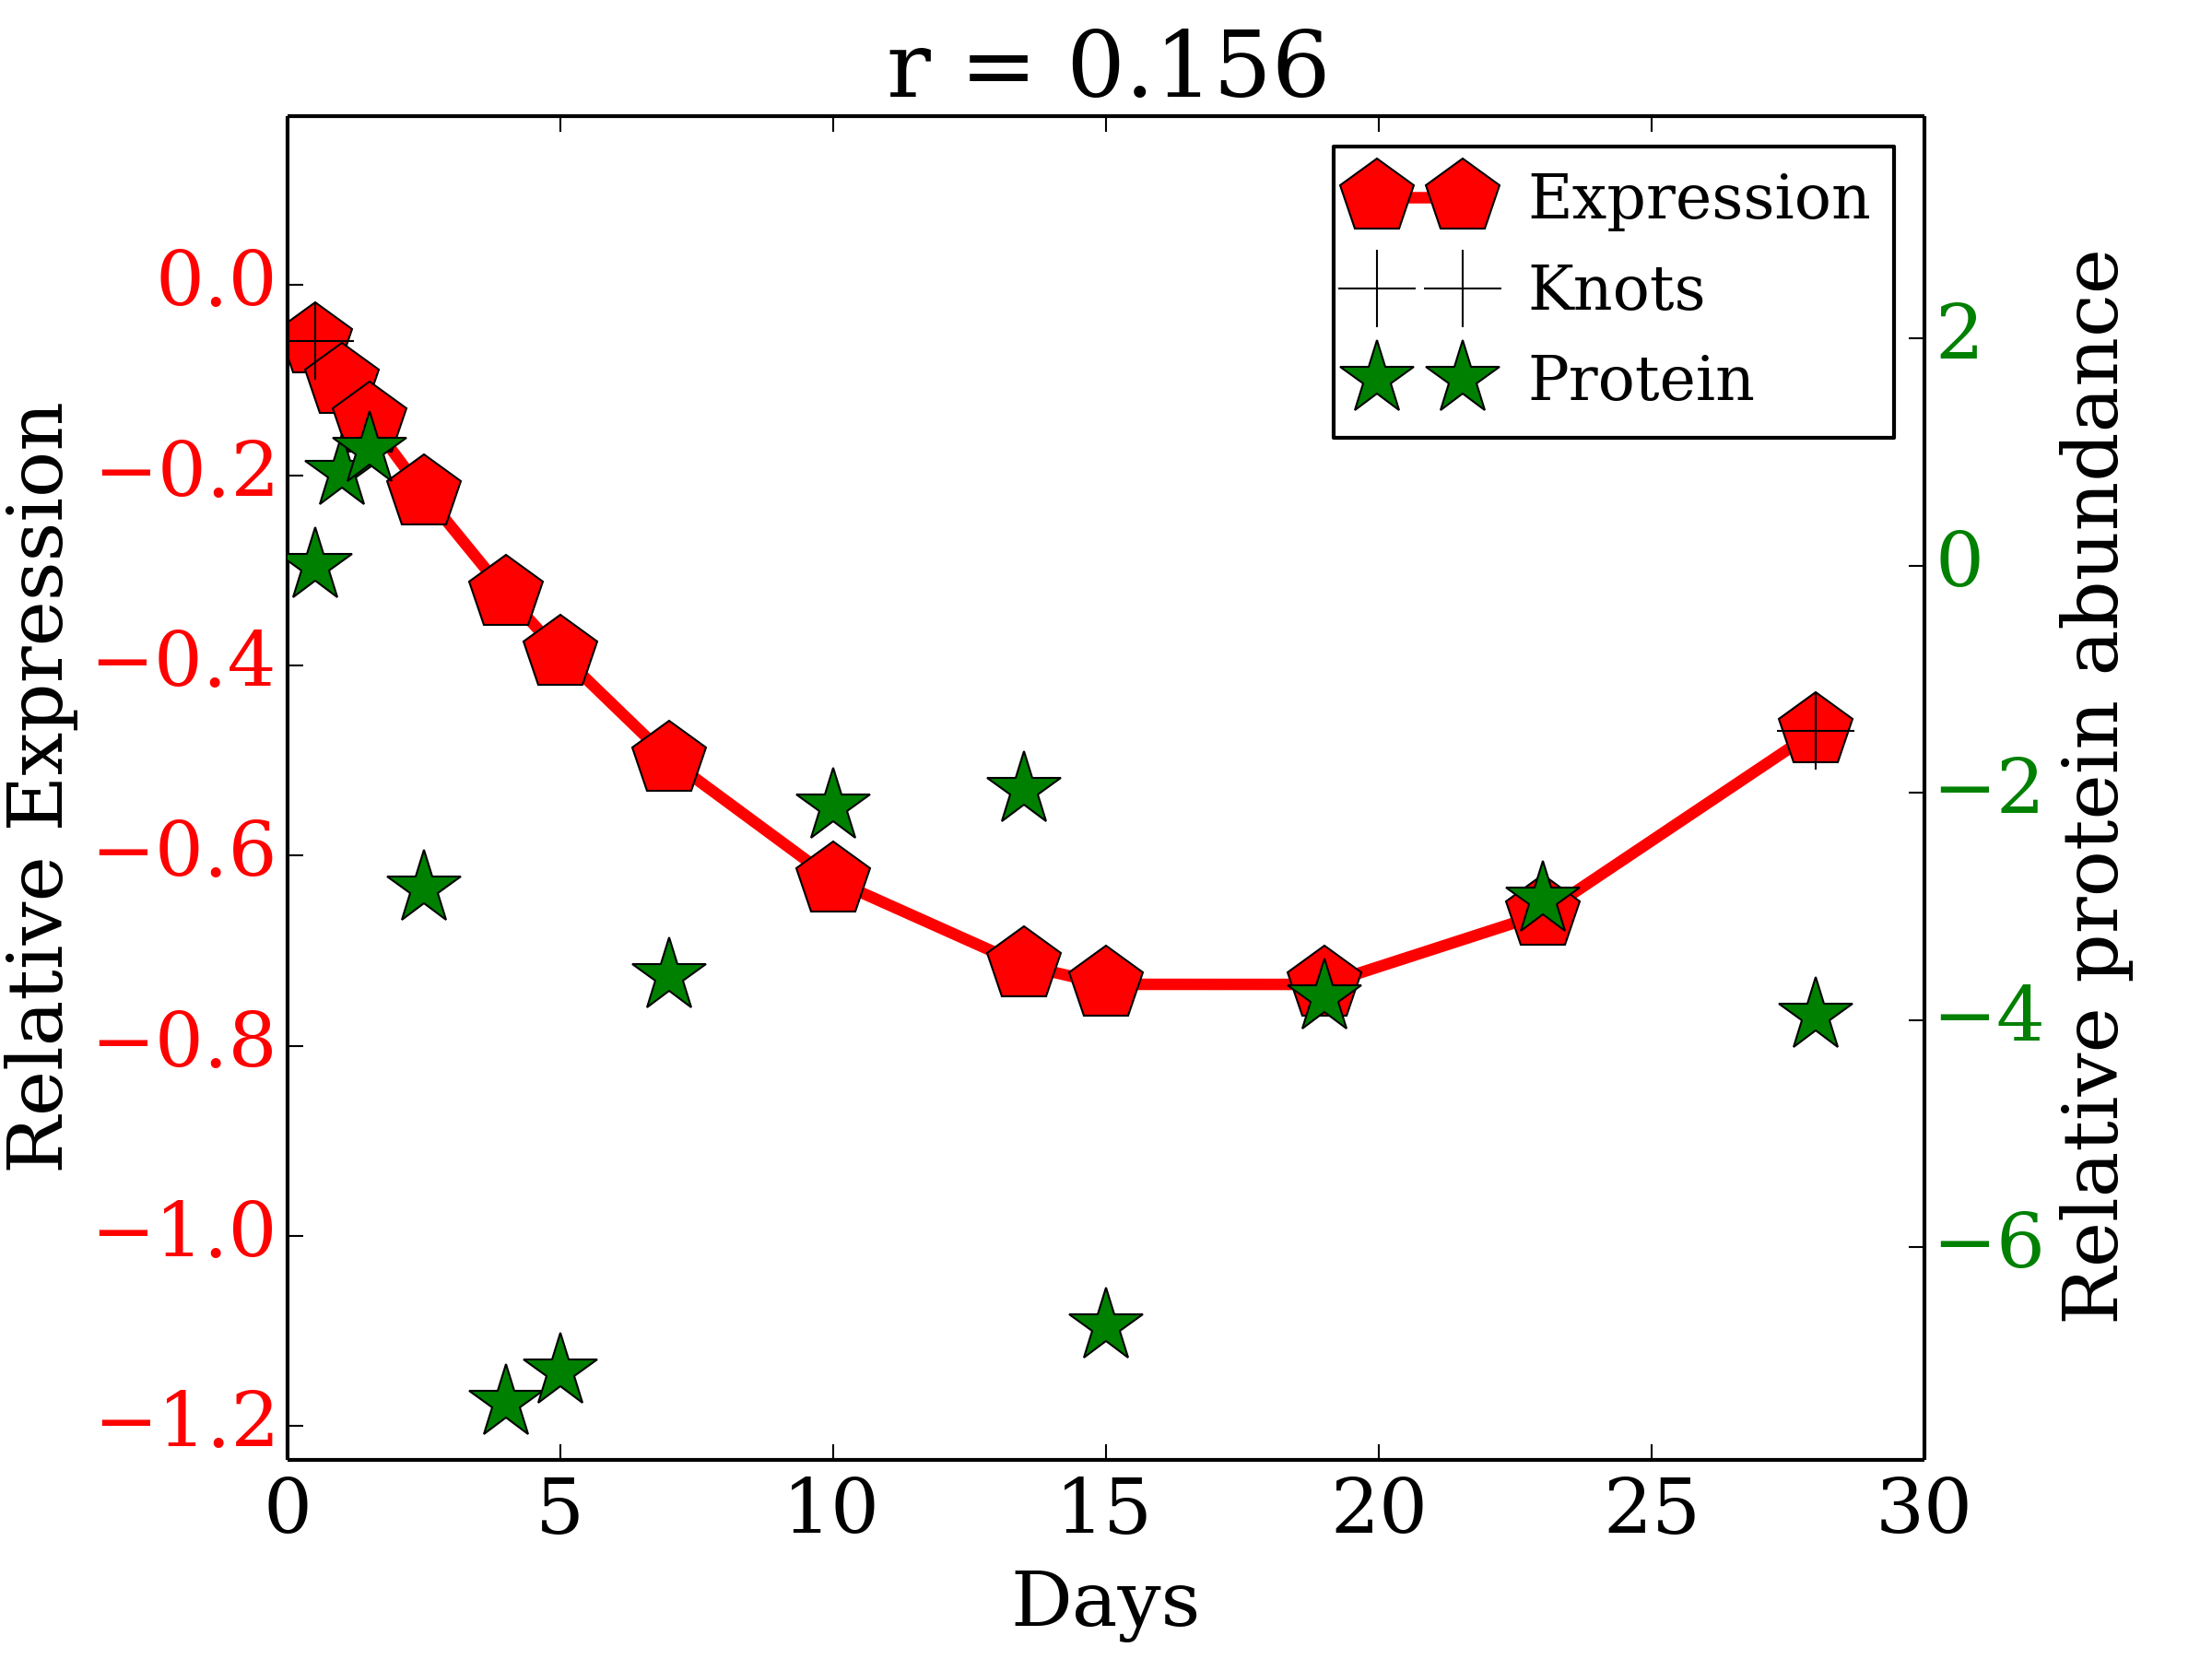 r = 0.156
Expression
Knots
Protein
Relative Expression
0.0
−0.2
−0.4
−0.6
−0.8
−1.0
−1.2
2
0
−2
−4
−6
Relative protein abundance
0 5 10 15 20 25 30
Days